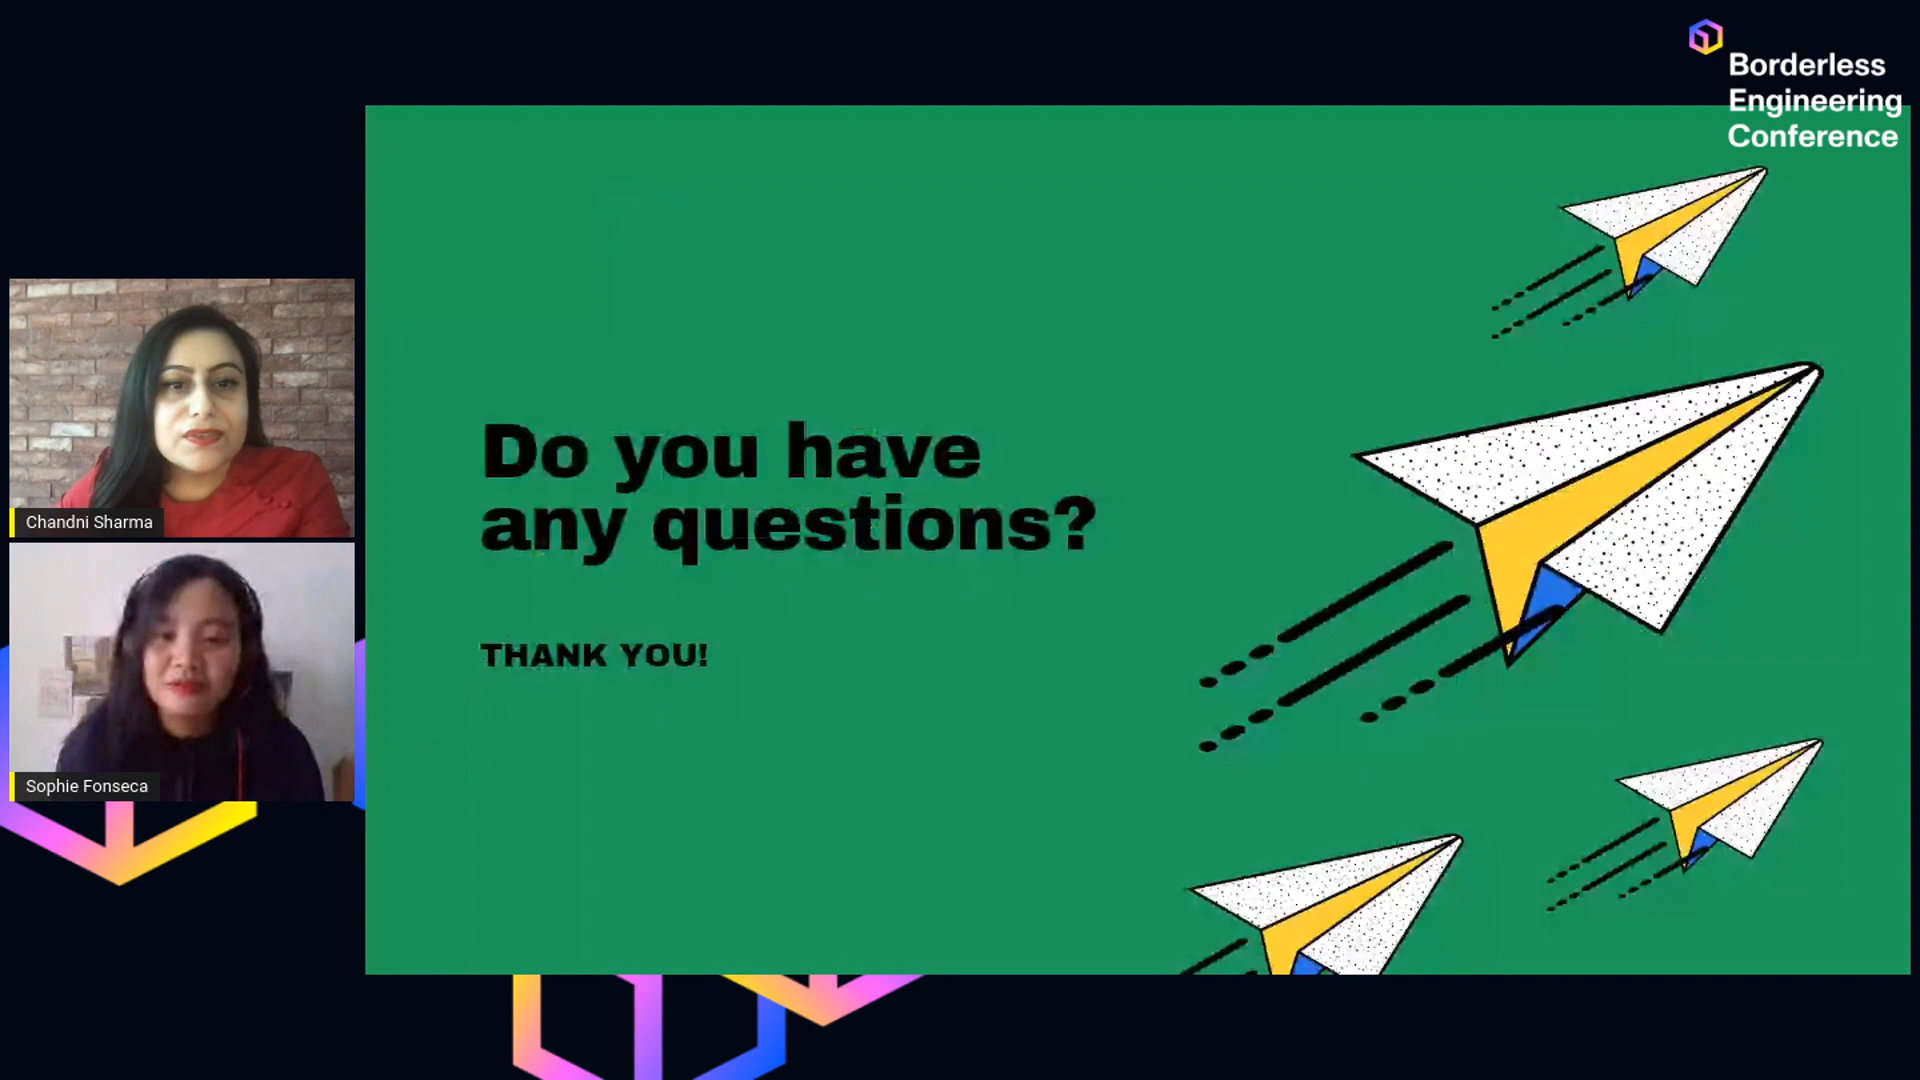 Borderless
Engineering
Conference
Chandni Sharma
Sophie Fonseca
Do you have
any questions?
THANK YOU!